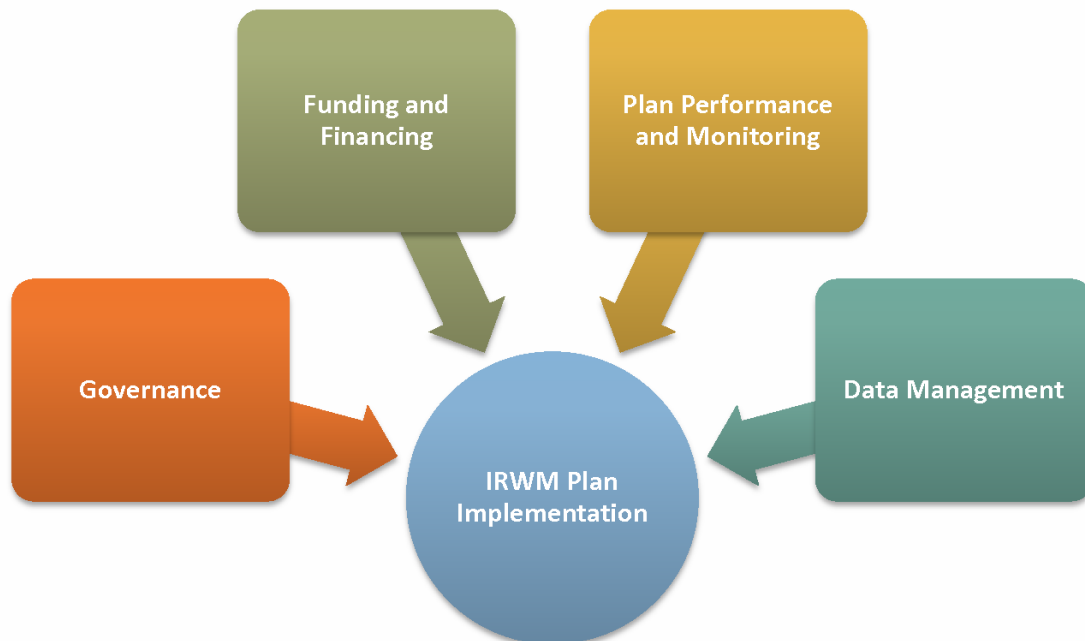 Funding and
Financing
Plan Performance
and Monitoring
Governance
Data Management
IRWM Plan
Implementation